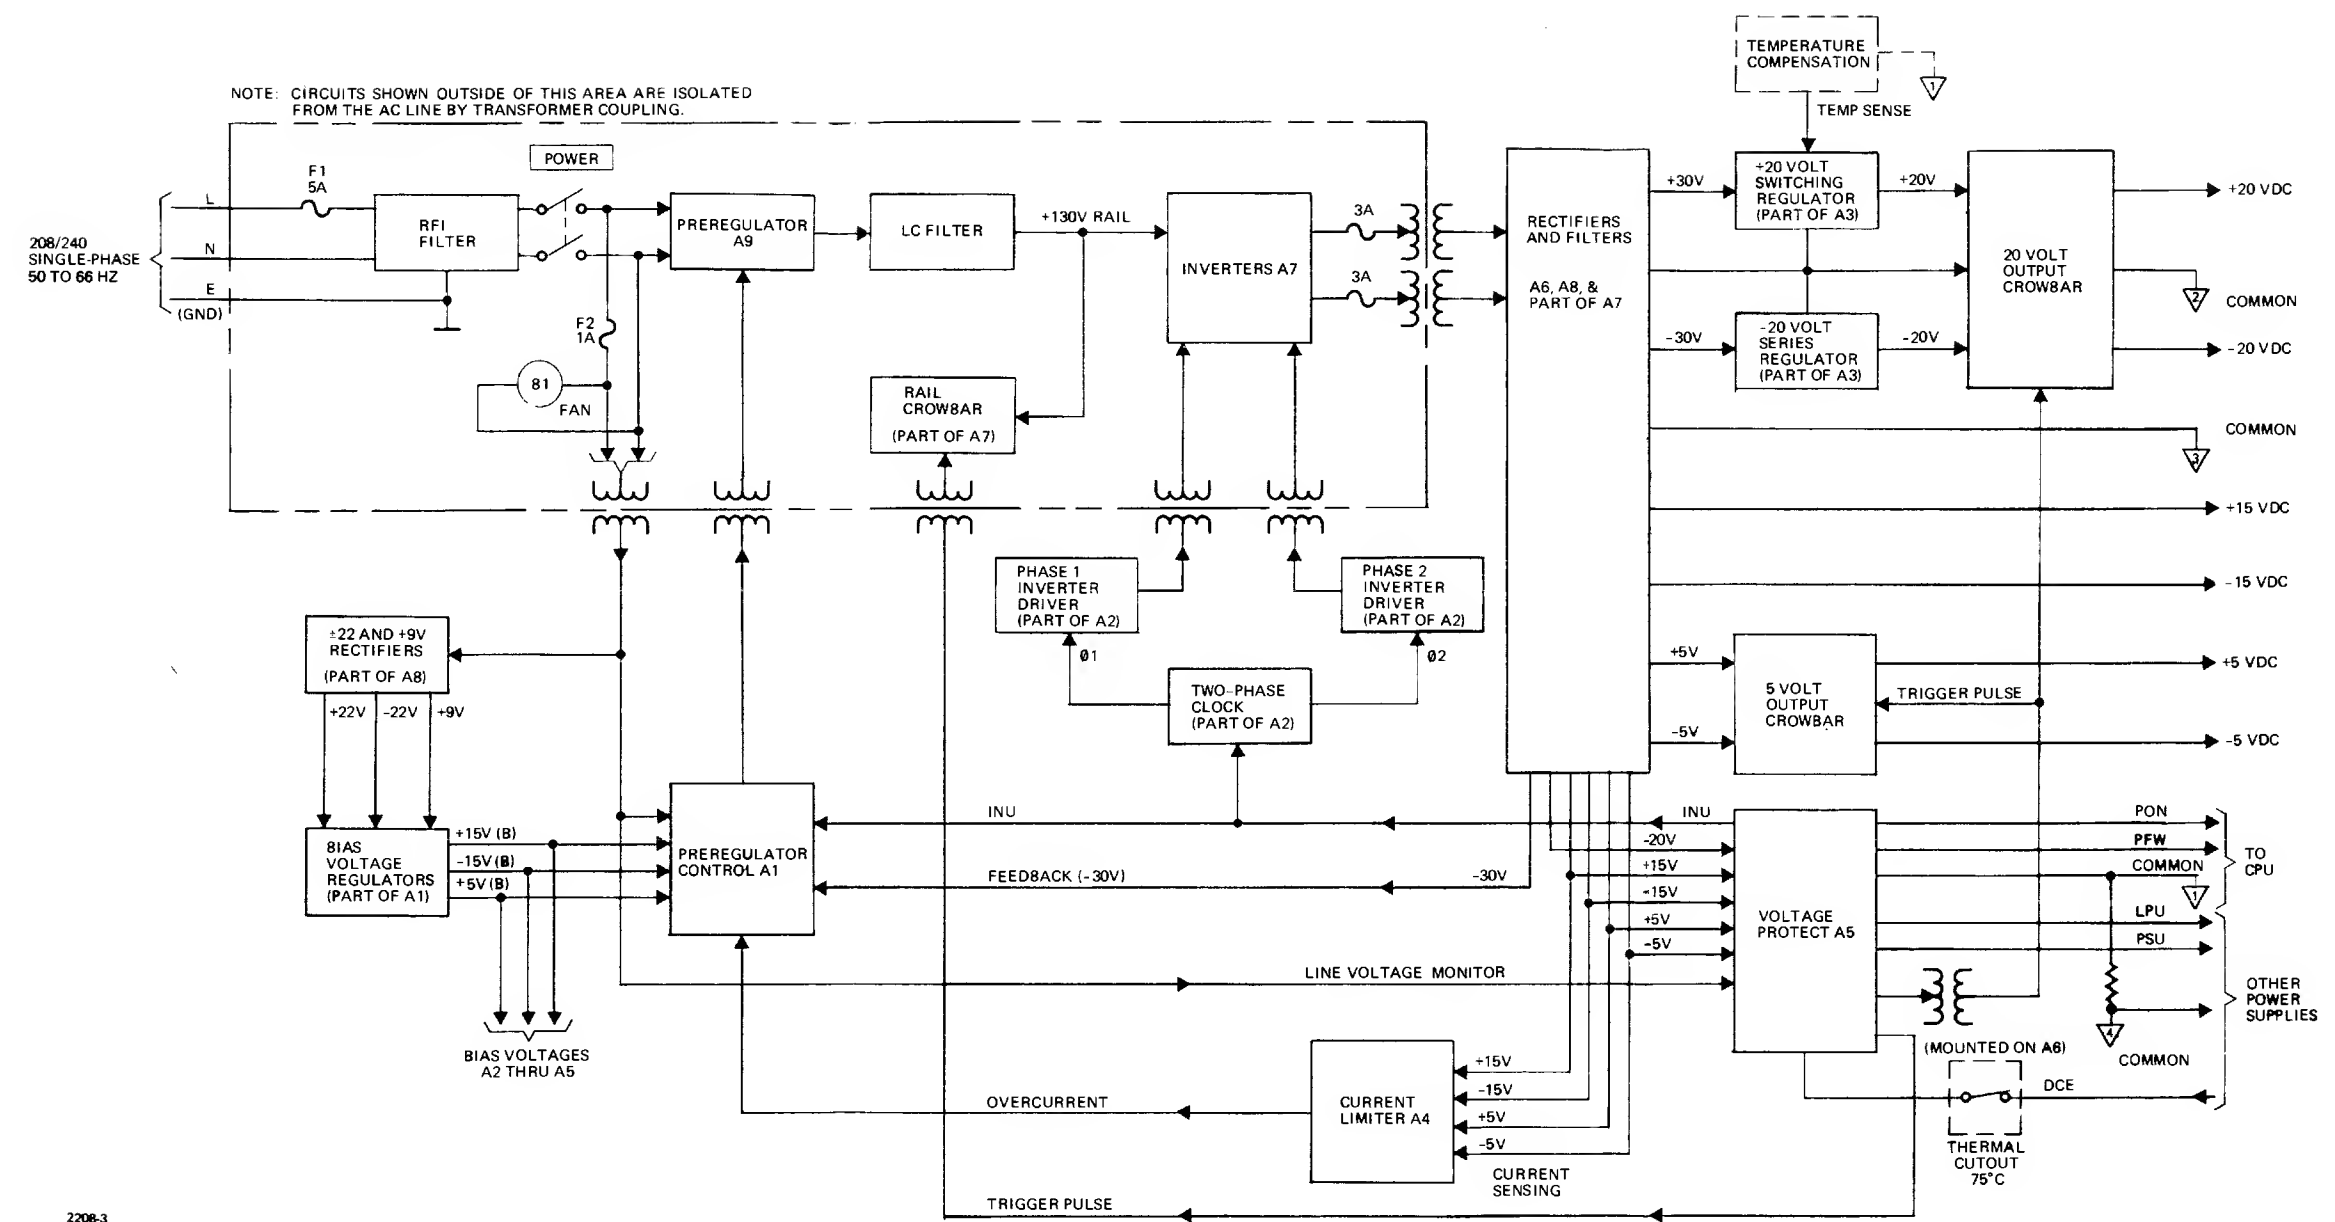 NOTE: CIRCUITS SHOWN OUTSIDE OF THIS AREA ARE ISOLATED
FROM THE AC LINE BY TRANSFORMER COUPLING.
TEMPERATURE
COMPENSATION
1
TEMP SENSE
208/240
SINGLE-PHASE
50 TO 66 HZ
L
N
E
(GND)
F1
5A
RFI
FILTER
POWER
F2
1A
81
FAN
PREREGULATOR
A9
LC FILTER
+130V RAIL
RAIL
CROW8AR
(PART OF A7)
INVERTERS A7
3A
3A
RECTIFIERS
AND FILTERS
A6, A8, &
PART OF A7
+30V
+20 VOLT
SWITCHING
REGULATOR
(PART OF A3)
+20V
-30V
-20 VOLT
SERIES
REGULATOR
(PART OF A3)
-20V
20 VOLT
OUTPUT
CROW8AR
+20 VDC
2
COMMON
-20 VDC
COMMON
3
+15 VDC
-15 VDC
+5V
-5V
5 VOLT
OUTPUT
CROWBAR
TRIGGER PULSE
+5 VDC
-5 VDC
PHASE 1
INVERTER
DRIVER
(PART OF A2)
Ø1
PHASE 2
INVERTER
DRIVER
(PART OF A2)
Ø2
TWO-PHASE
CLOCK
(PART OF A2)
±22 AND +9V
RECTIFIERS
(PART OF A8)
+22V
-22V
+9V
8IAS
VOLTAGE
REGULATORS
(PART OF A1)
+15V (B)
-15V (B)
+5V (B)
BIAS VOLTAGES
A2 THRU A5
PREREGULATOR
CONTROL A1
INU
INU
FEED8ACK (-30V)
-30V
-20V
+15V
-15V
+5V
-5V
LINE VOLTAGE MONITOR
VOLTAGE
PROTECT A5
PON
PFW
COMMON
1
TO
CPU
LPU
PSU
4
COMMON
OTHER
POWER
SUPPLIES
(MOUNTED ON A6)
DCE
THERMAL
CUTOUT
75°C
OVERCURRENT
CURRENT
LIMITER A4
+15V
-15V
+5V
-5V
CURRENT
SENSING
TRIGGER PULSE
2208-3